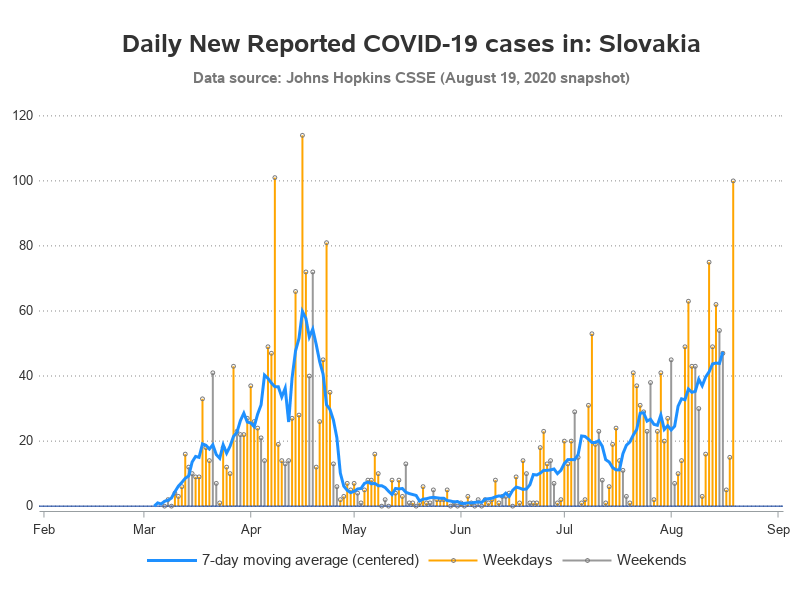 Daily New Reported COVID-19 cases in: Slovakia
Data source: Johns Hopkins CSSE (August 19, 2020 snapshot)
120
100
80
60
40
20
0
Feb Mar Apr May Jun Jul Aug Sep
7-day moving average (centered) Weekdays Weekends